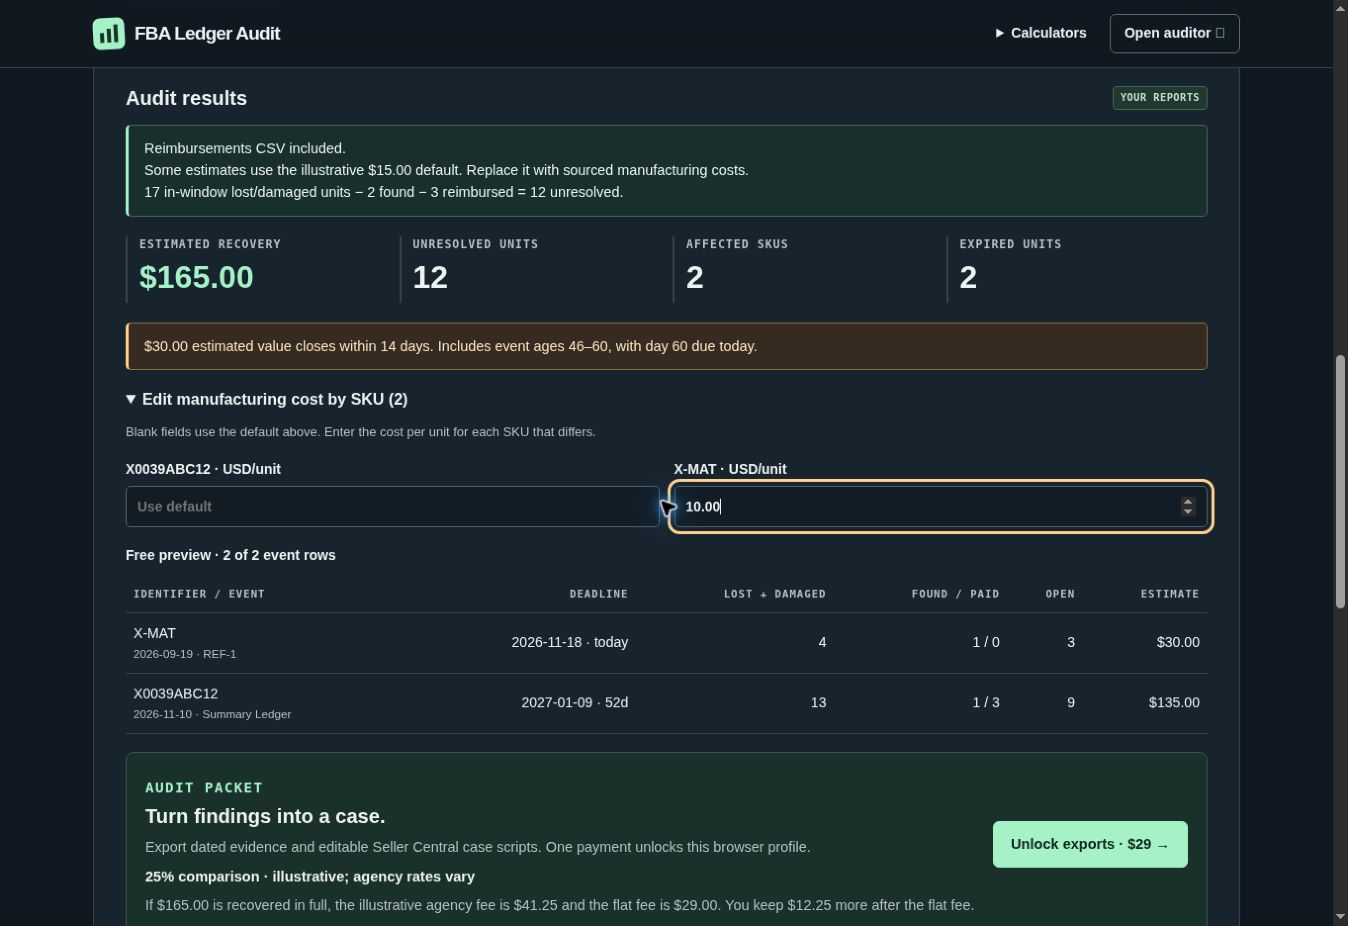 FBA Ledger Audit
▶ Calculators
Open auditor
Audit results
YOUR REPORTS
Reimbursements CSV included.
Some estimates use the illustrative $15.00 default. Replace it with sourced manufacturing costs.
17 in-window lost/damaged units − 2 found − 3 reimbursed = 12 unresolved.
ESTIMATED RECOVERY
$165.00
UNRESOLVED UNITS
12
AFFECTED SKUS
2
EXPIRED UNITS
2
$30.00 estimated value closes within 14 days. Includes event ages 46–60, with day 60 due today.
▼ Edit manufacturing cost by SKU (2)
Blank fields use the default above. Enter the cost per unit for each SKU that differs.
X0039ABC12 · USD/unit
Use default
X-MAT · USD/unit
10.00
Free preview · 2 of 2 event rows
IDENTIFIER / EVENT DEADLINE LOST + DAMAGED FOUND / PAID OPEN ESTIMATE
X-MAT
2026-09-19 · REF-1
2026-11-18 · today 4 1 / 0 3 $30.00
X0039ABC12
2026-11-10 · Summary Ledger
2027-01-09 · 52d 13 1 / 3 9 $135.00
AUDIT PACKET
Turn findings into a case.
Export dated evidence and editable Seller Central case scripts. One payment unlocks this browser profile.
25% comparison · illustrative; agency rates vary
If $165.00 is recovered in full, the illustrative agency fee is $41.25 and the flat fee is $29.00. You keep $12.25 more after the flat fee.
Unlock exports · $29 →